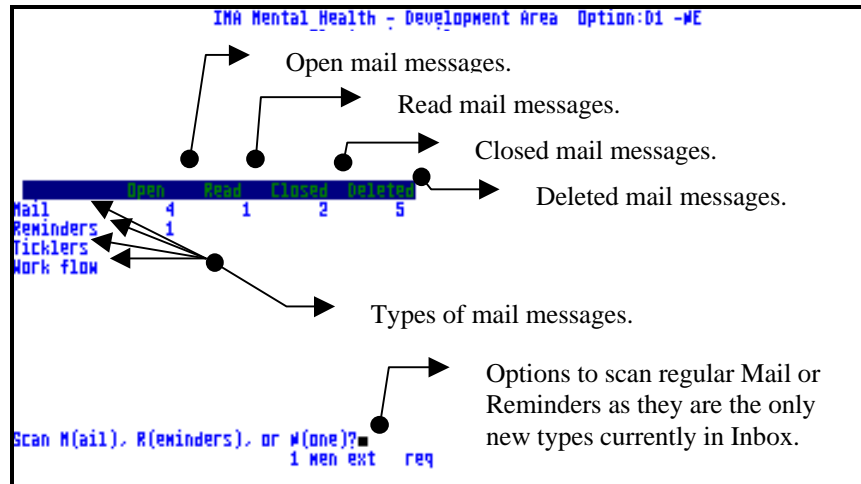 IMA Mental Health - Development Area Option:D1 -WE
Open mail messages.
Read mail messages.
Closed mail messages.
Deleted mail messages.
Open Read Closed Deleted
Mail 4 1 2 5
Reminders 1
Ticklers
Work flow
Types of mail messages.
Options to scan regular Mail or
Reminders as they are the only
new types currently in Inbox.
Scan M(ail), R(eminders), or N(one)?
1 men ext req